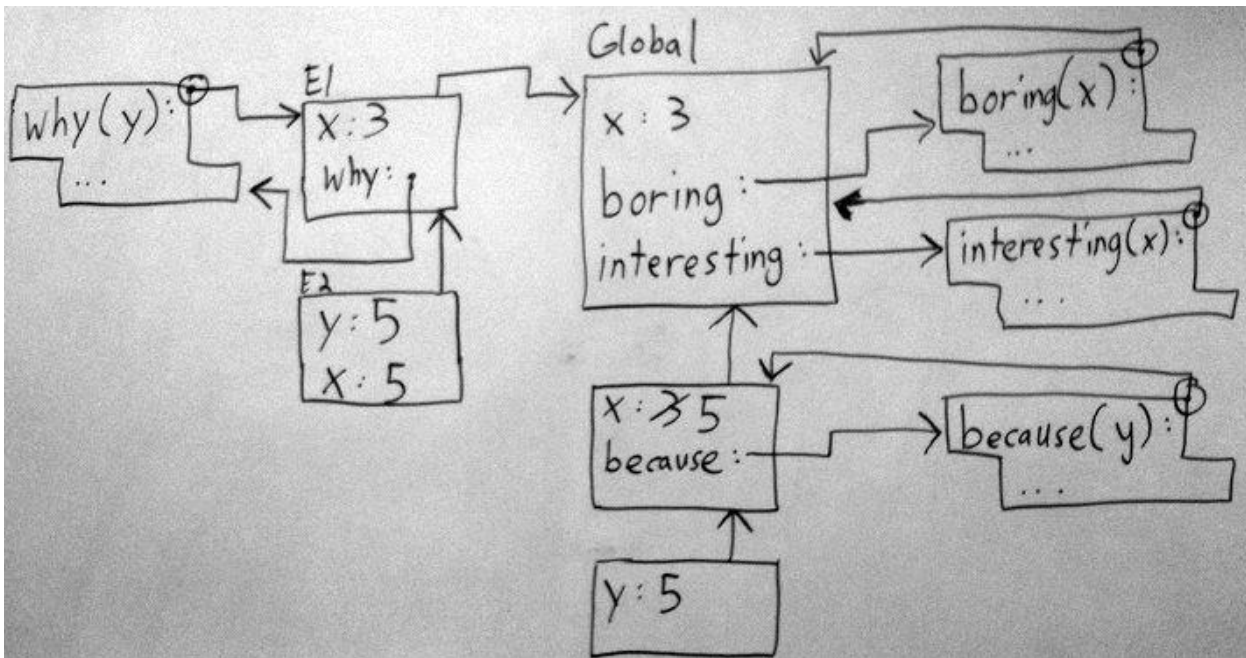 Global
E1
why(y):
...
x:3
why:
x : 3
boring :
interesting :
boring(x):
...
interesting(x):
...
E2
y: 5
x: 5
x: 3 5
because:
because(y):
...
y: 5